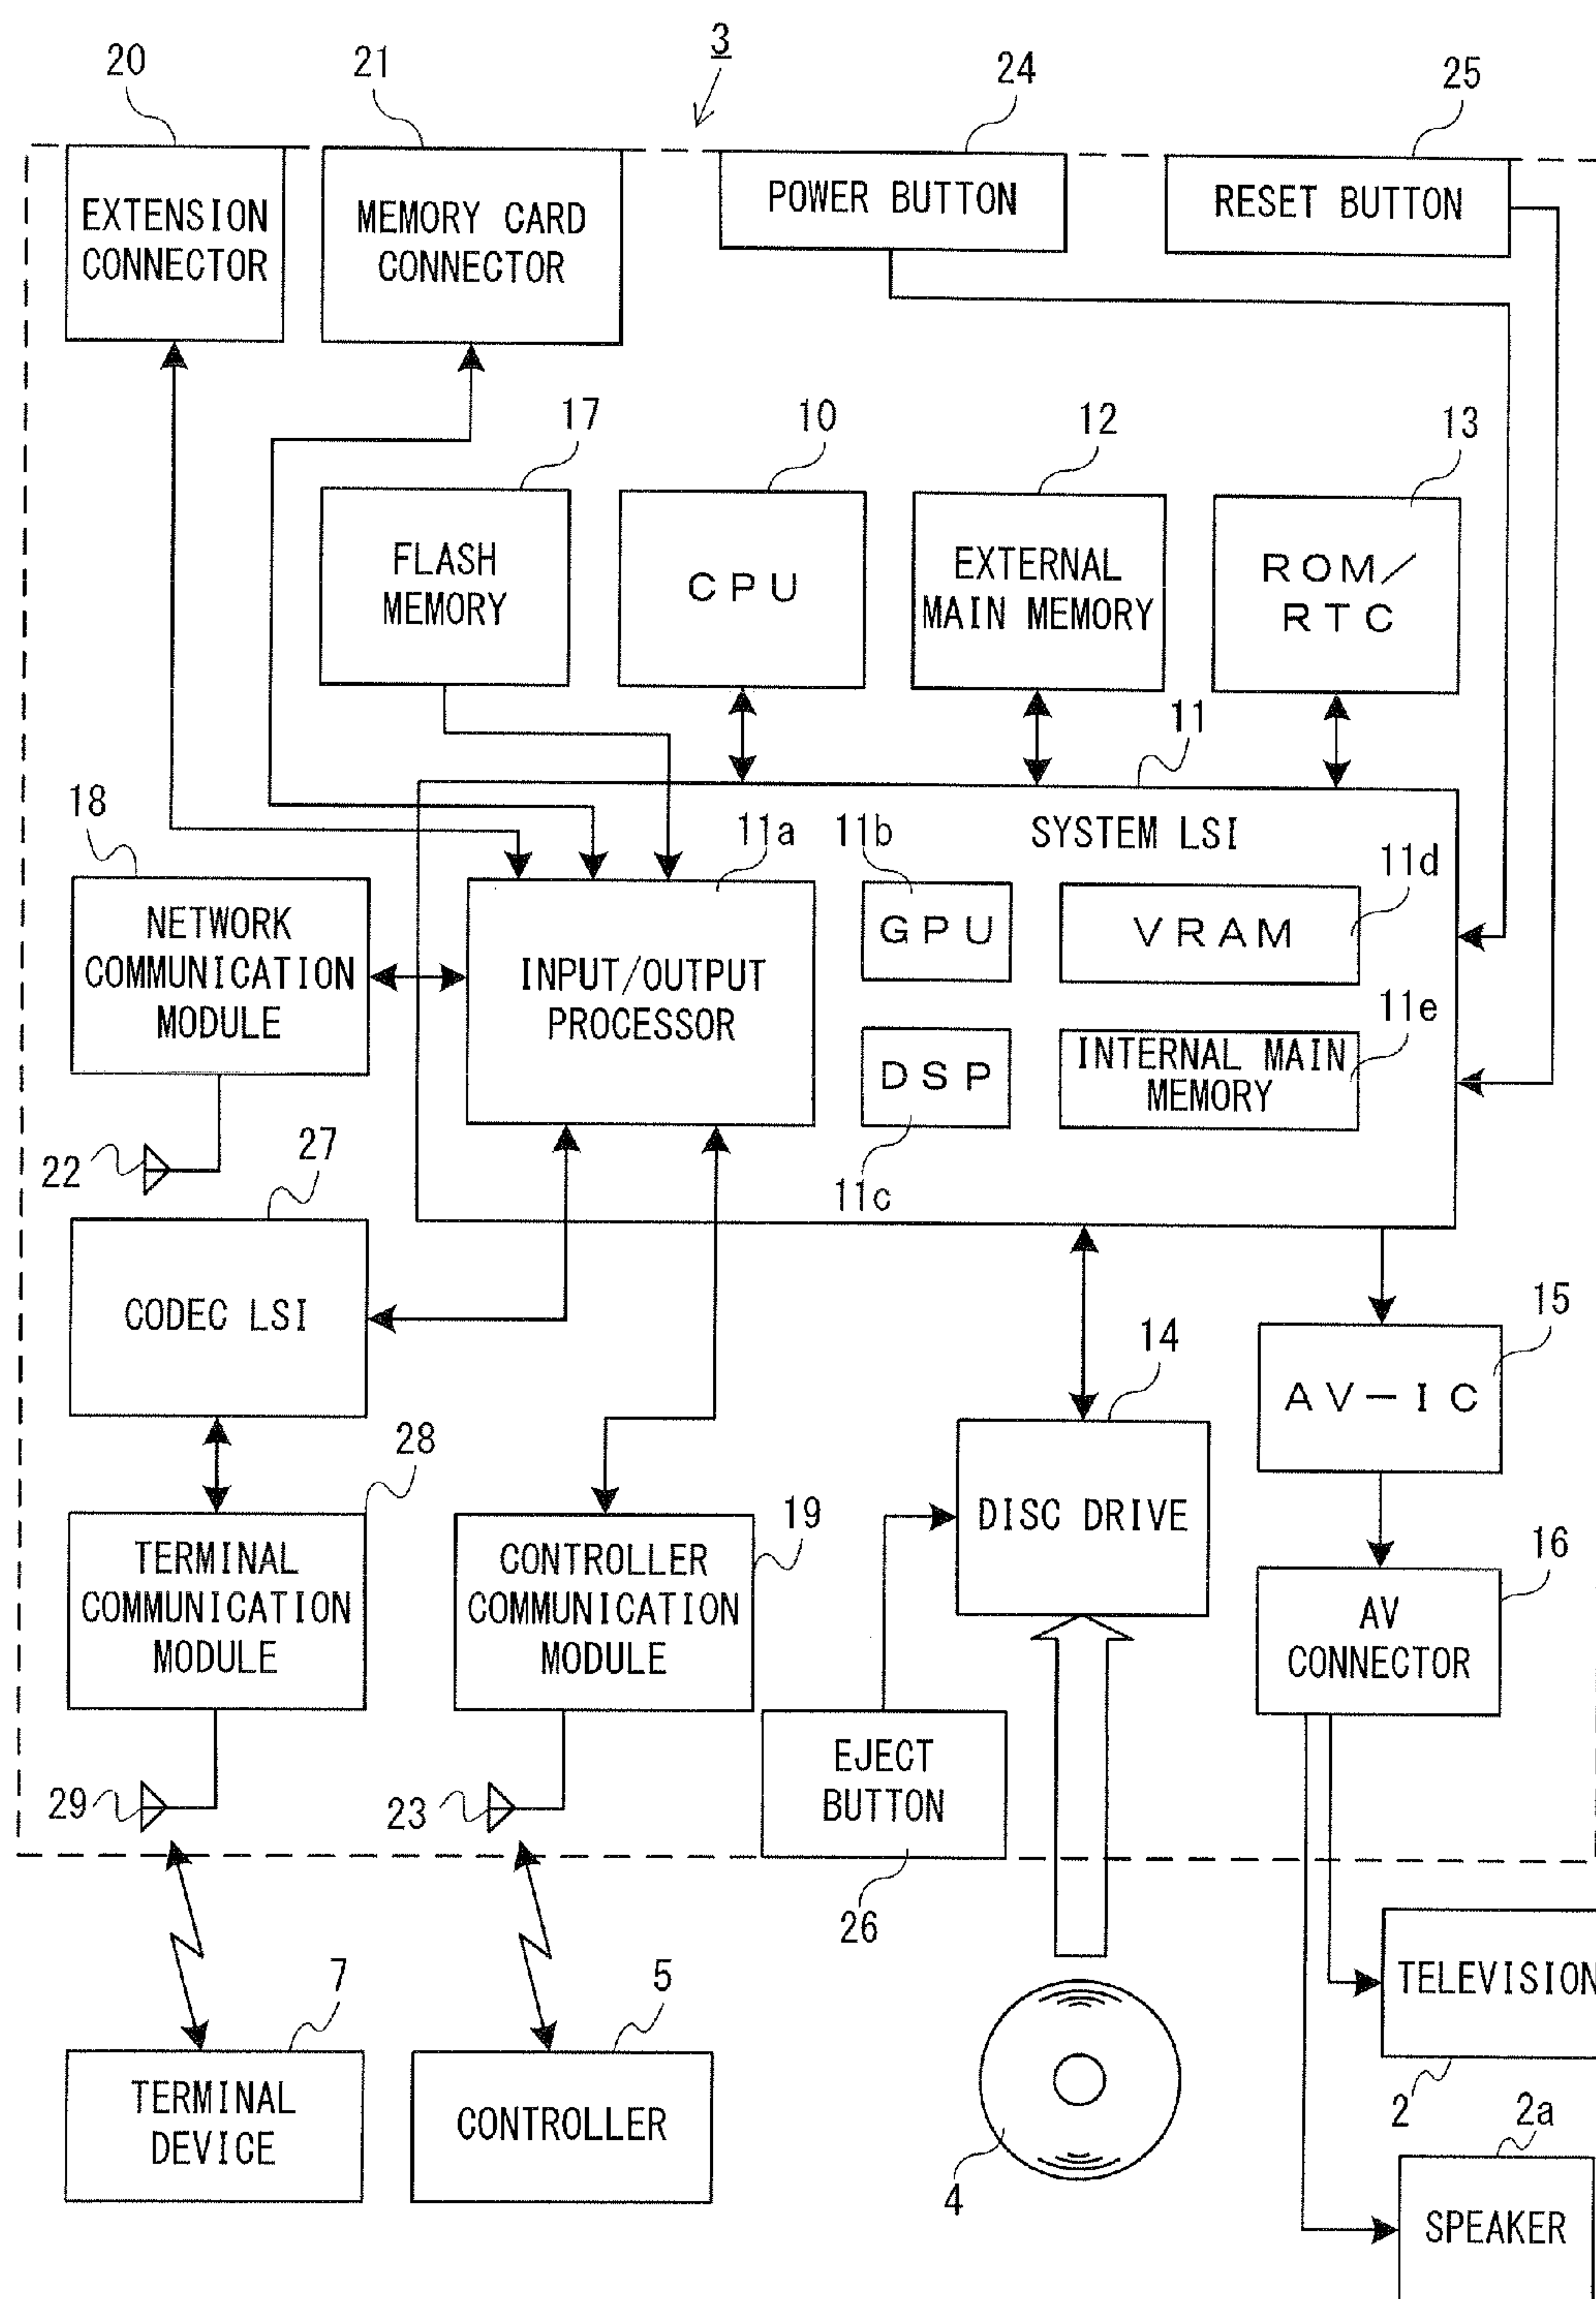 3
20
21
24
25
EXTENSION
CONNECTOR
MEMORY CARD
CONNECTOR
POWER BUTTON
RESET BUTTON
17
10
12
13
FLASH
MEMORY
CPU
EXTERNAL
MAIN MEMORY
ROM/
RTC
11
18
11a
11b
SYSTEM LSI
11d
NETWORK
COMMUNICATION
MODULE
INPUT/OUTPUT
PROCESSOR
GPU
VRAM
11e
DSP
INTERNAL MAIN
MEMORY
22
27
11c
CODEC LSI
14
15
AV-IC
28
19
DISC DRIVE
16
TERMINAL
COMMUNICATION
MODULE
CONTROLLER
COMMUNICATION
MODULE
AV
CONNECTOR
29
23
EJECT
BUTTON
26
7
5
TELEVISION
2
TERMINAL
DEVICE
CONTROLLER
4
2a
SPEAKER